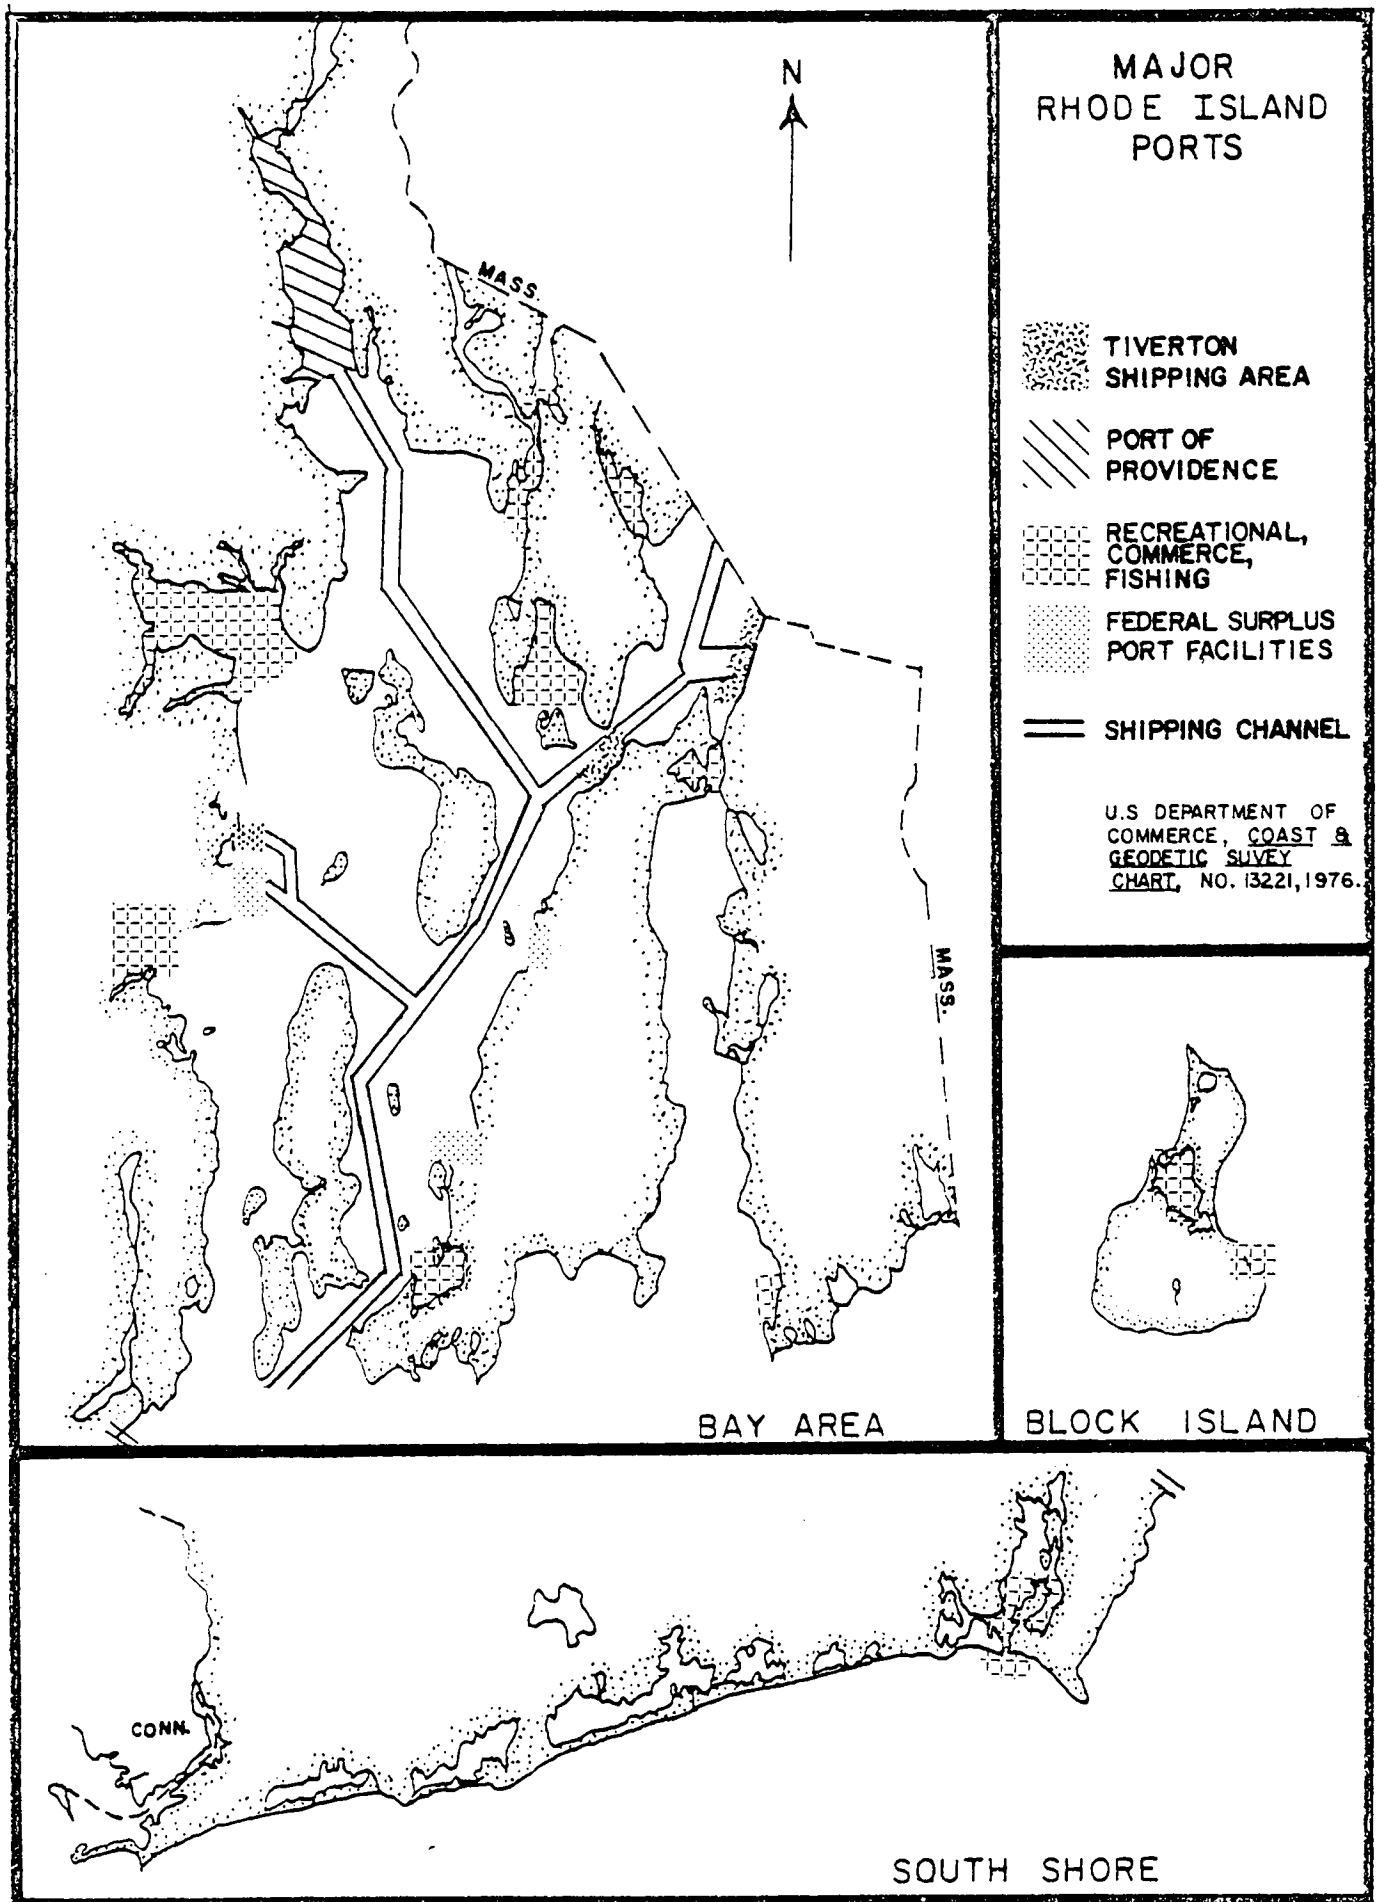 MAJOR
RHODE ISLAND
PORTS
N
MASS
TIVERTON
SHIPPING AREA
PORT OF
PROVIDENCE
RECREATIONAL,
COMMERCE,
FISHING
FEDERAL SURPLUS
PORT FACILITIES
SHIPPING CHANNEL
U.S DEPARTMENT OF
COMMERCE, COAST &
GEODETIC SUVEY
CHART, NO. 13221, 1976.
MASS.
BAY AREA
BLOCK ISLAND
CONN.
SOUTH SHORE